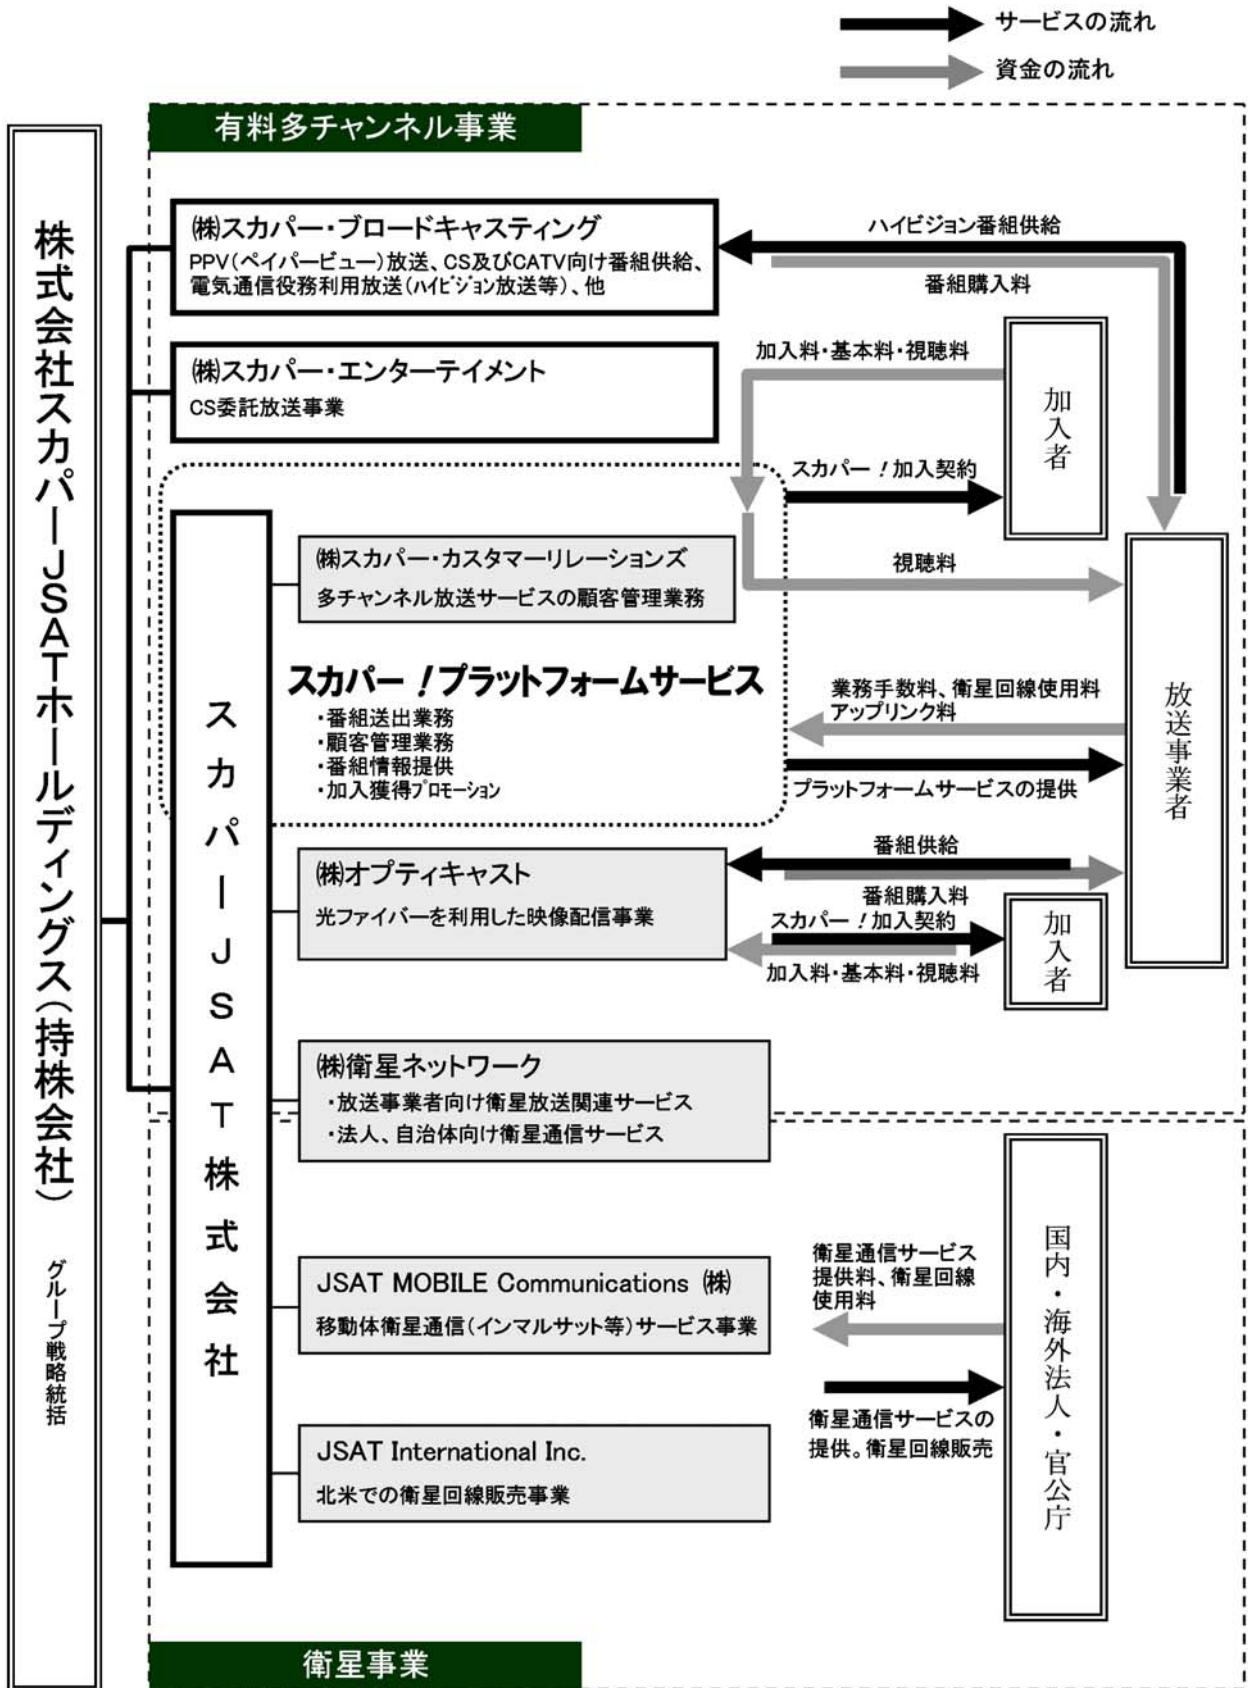 サービスの流れ
資金の流れ
有料多チャンネル事業
株式会社スカパーJSATホールディングス(持株会社)
グループ戦略統括
㈱スカパー・ブロードキャスティング
PPV(ペイパービュー)放送、CS及びCATV向け番組供給、
電気通信役務利用放送(ﾊｲﾋﾞｼﾞｮﾝ放送等)、他
ハイビジョン番組供給
番組購入料
㈱スカパー・エンターテイメント
CS委託放送事業
加入料・基本料・視聴料
加入者
スカパー!加入契約
スカパーJSAT株式会社
㈱スカパー・カスタマーリレーションズ
多チャンネル放送サービスの顧客管理業務
視聴料
放送事業者
スカパー!プラットフォームサービス
・番組送出業務
・顧客管理業務
・番組情報提供
・加入獲得ﾌﾟﾛﾓｰｼｮﾝ
業務手数料、衛星回線使用料
アップリンク料
プラットフォームサービスの提供
㈱オプティキャスト
光ファイバーを利用した映像配信事業
番組供給
番組購入料
スカパー!加入契約
加入料・基本料・視聴料
加入者
㈱衛星ネットワーク
・放送事業者向け衛星放送関連サービス
・法人、自治体向け衛星通信サービス
JSAT MOBILE Communications ㈱
移動体衛星通信(インマルサット等)サービス事業
衛星通信サービス
提供料、衛星回線
使用料
国内・海外法人・官公庁
衛星通信サービスの
提供。衛星回線販売
JSAT International Inc.
北米での衛星回線販売事業
衛星事業